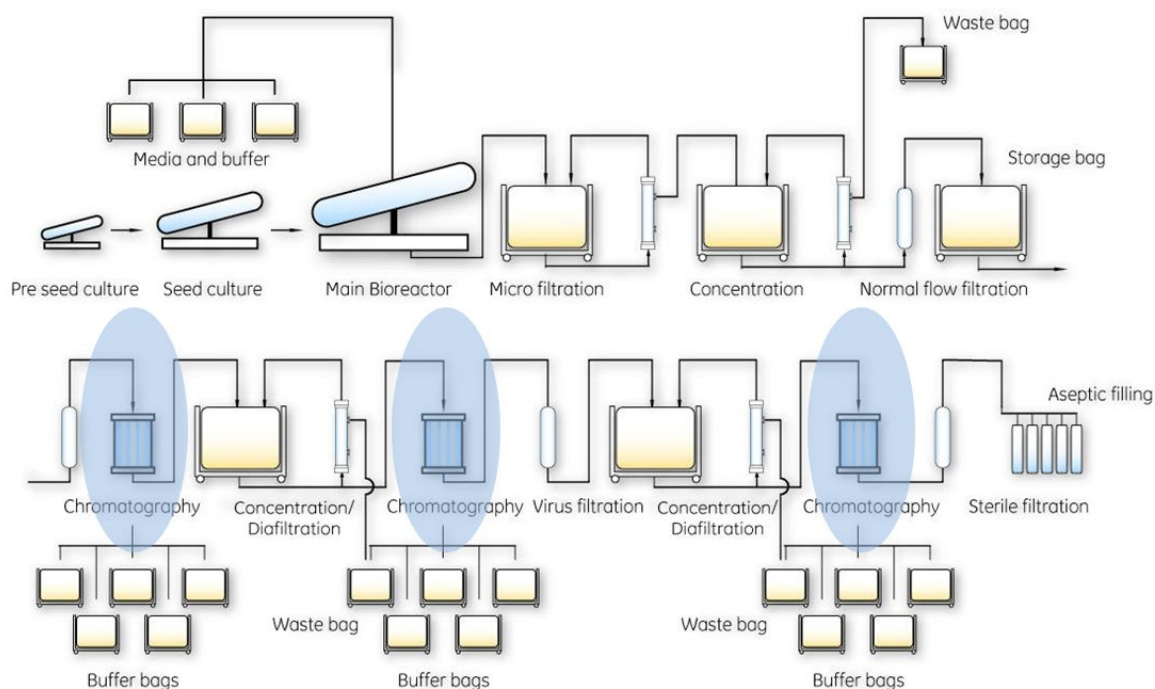 Waste bag
Media and buffer
Storage bag
Pre seed culture
Seed culture
Main Bioreactor
Micro filtration
Concentration
Normal flow filtration
Aseptic filling
Chromatography
Concentration/
Diafiltration
Chromatography
Virus filtration
Concentration/
Diafiltration
Chromatography
Sterile filtration
Waste bag
Waste bag
Buffer bags
Buffer bags
Buffer bags